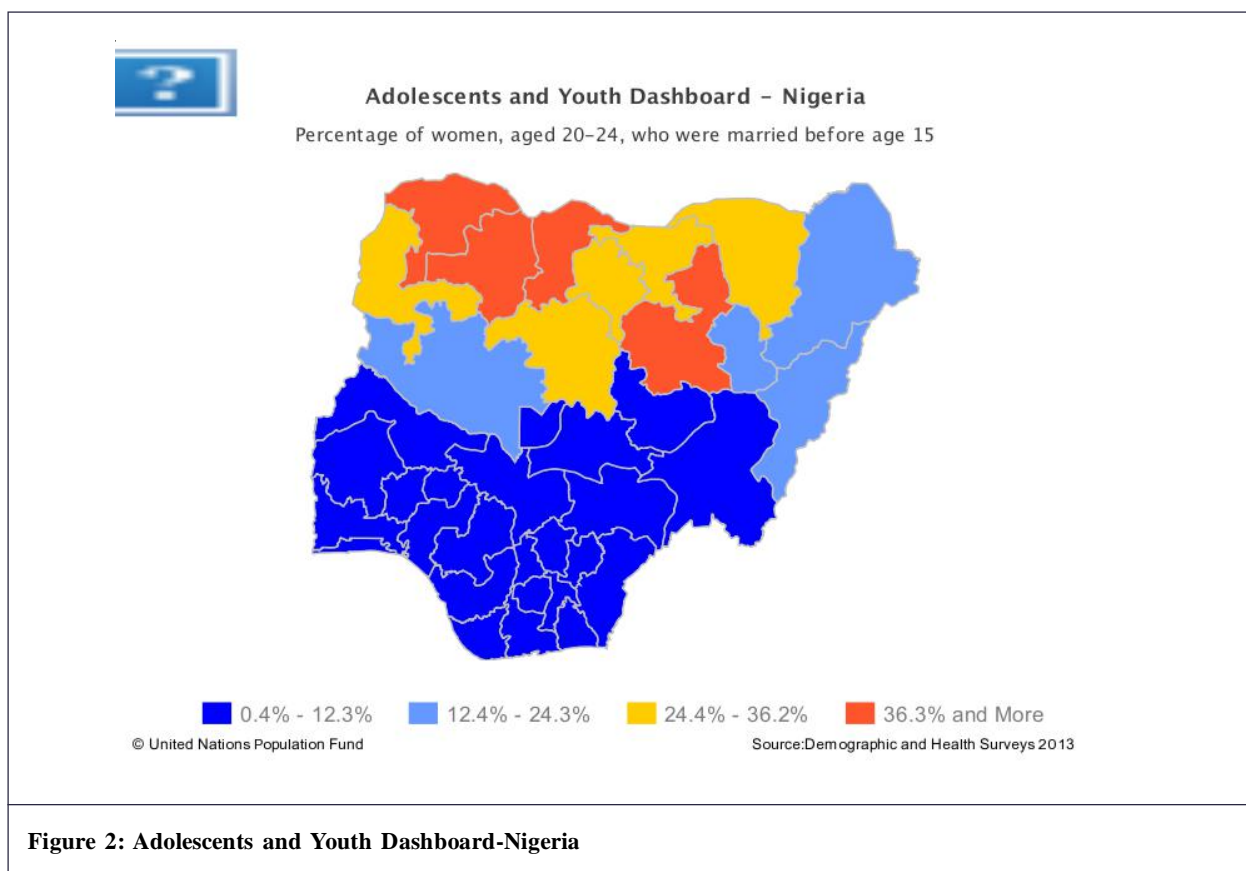 ?
Adolescents and Youth Dashboard – Nigeria
Percentage of women, aged 20–24, who were married before age 15
0.4% - 12.3%
12.4% - 24.3%
24.4% - 36.2%
36.3% and More
© United Nations Population Fund
Source:Demographic and Health Surveys 2013
Figure 2: Adolescents and Youth Dashboard-Nigeria